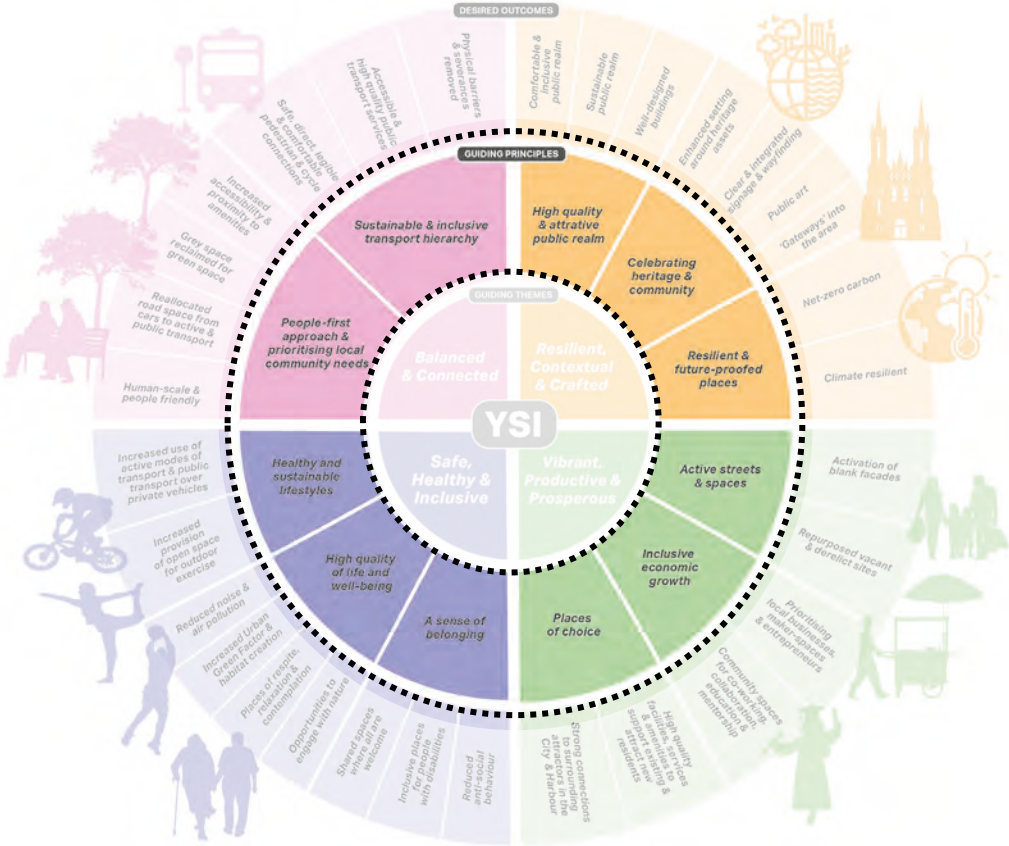 DESIRED OUTCOMES
Physical barriers
& severances
removed
Accessible &
high quality public
transport services
Safe, direct, legible
& comfortable
pedestrian & cycle
connections
Increased
accessibility &
proximity to
amenities
Grey space
reclaimed for
green space
Reallocated
road space from
cars to active &
public transport
Human-scale &
people friendly
Comfortable &
inclusive
public realm
Sustainable
public realm
Well-designed
buildings
Enhanced setting
around heritage
assets
Clear & integrated
signage & wayfinding
Public art
'Gateways' into
the area
Net-zero carbon
Climate resilient
GUIDING PRINCIPLES
Sustainable & inclusive
transport hierarchy
People-first
approach &
prioritising local
community needs
High quality
& attrative
public realm
Celebrating
heritage &
community
Resilient &
future-proofed
places
GUIDING THEMES
Balanced
& Connected
Resilient,
Contextual
& Crafted
YSI
Safe,
Healthy &
Inclusive
Vibrant,
Productive &
Prosperous
Healthy and
sustainable
lifestyles
High quality
of life and
well-being
A sense of
belonging
Active streets
& spaces
Inclusive
economic
growth
Places
of choice
Increased use of
active modes of
transport & public
transport over
private vehicles
Increased
provision
of open space
for outdoor
exercise
Reduced noise &
air pollution
Increased Urban
Green Factor &
habitat creation
Places of respite,
relaxation &
contemplation
Opportunities to
engage with nature
Shared spaces
where all are
welcome
Inclusive places
for people
with disabilities
Reduced
anti-social
behaviour
Activation of
blank facades
Repurposed vacant
& derelict sites
Prioritising
local businesses,
maker-spaces
& entrepreneurs
Community spaces
for co-working,
collaboration,
education &
mentorship
High quality
facilities, services
& amenities to
support existing &
attract new
residents
Strong connections
to surrounding
attractors in the
City & Harbour